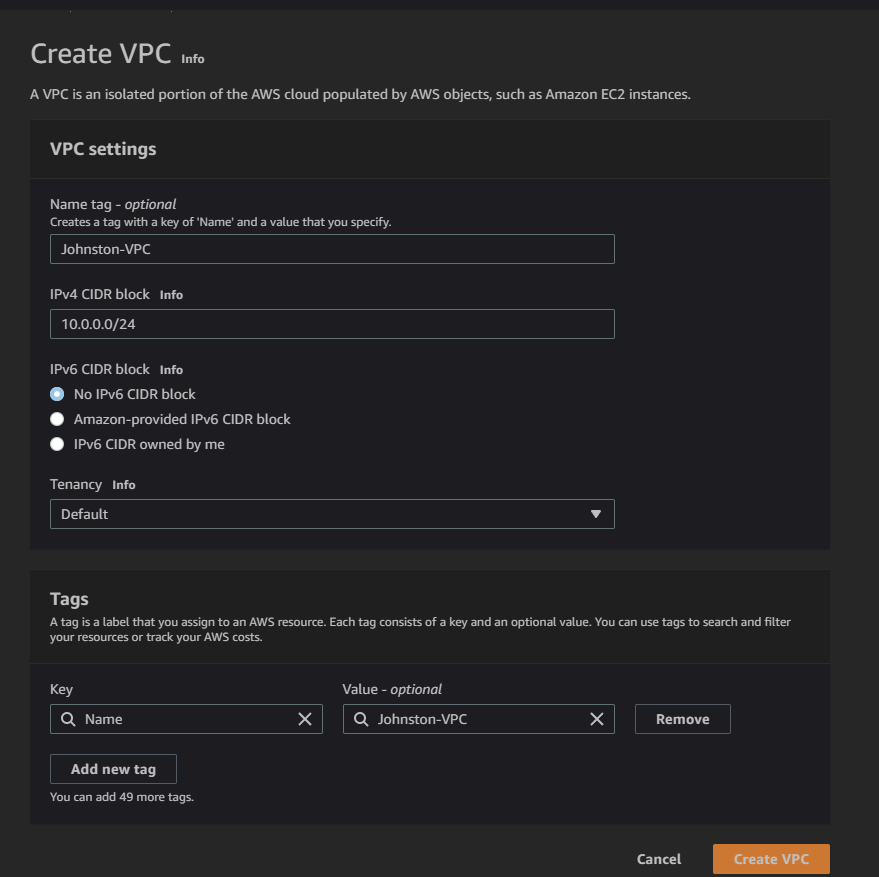 Create VPC Info
A VPC is an isolated portion of the AWS cloud populated by AWS objects, such as Amazon EC2 instances.
VPC settings
Name tag - optional
Creates a tag with a key of 'Name' and a value that you specify.
Johnston-VPC
IPv4 CIDR block Info
10.0.0.0/24
IPv6 CIDR block Info
No IPv6 CIDR block
Amazon-provided IPv6 CIDR block
IPv6 CIDR owned by me
Tenancy Info
Default
Tags
A tag is a label that you assign to an AWS resource. Each tag consists of a key and an optional value. You can use tags to search and filter
your resources or track your AWS costs.
Key Value - optional
Name Johnston-VPC Remove
Add new tag
You can add 49 more tags.
Cancel Create VPC